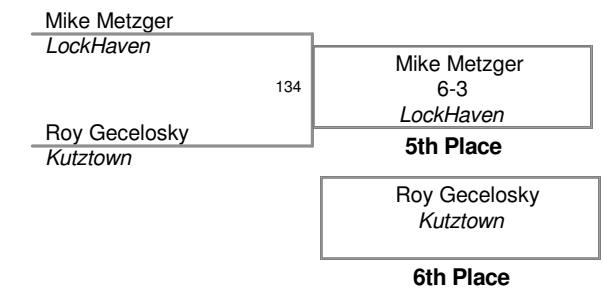 Mike Metzger
LockHaven
134
Roy Gecelosky
Kutztown
Mike Metzger
6-3
LockHaven
5th Place
Roy Gecelosky
Kutztown
6th Place